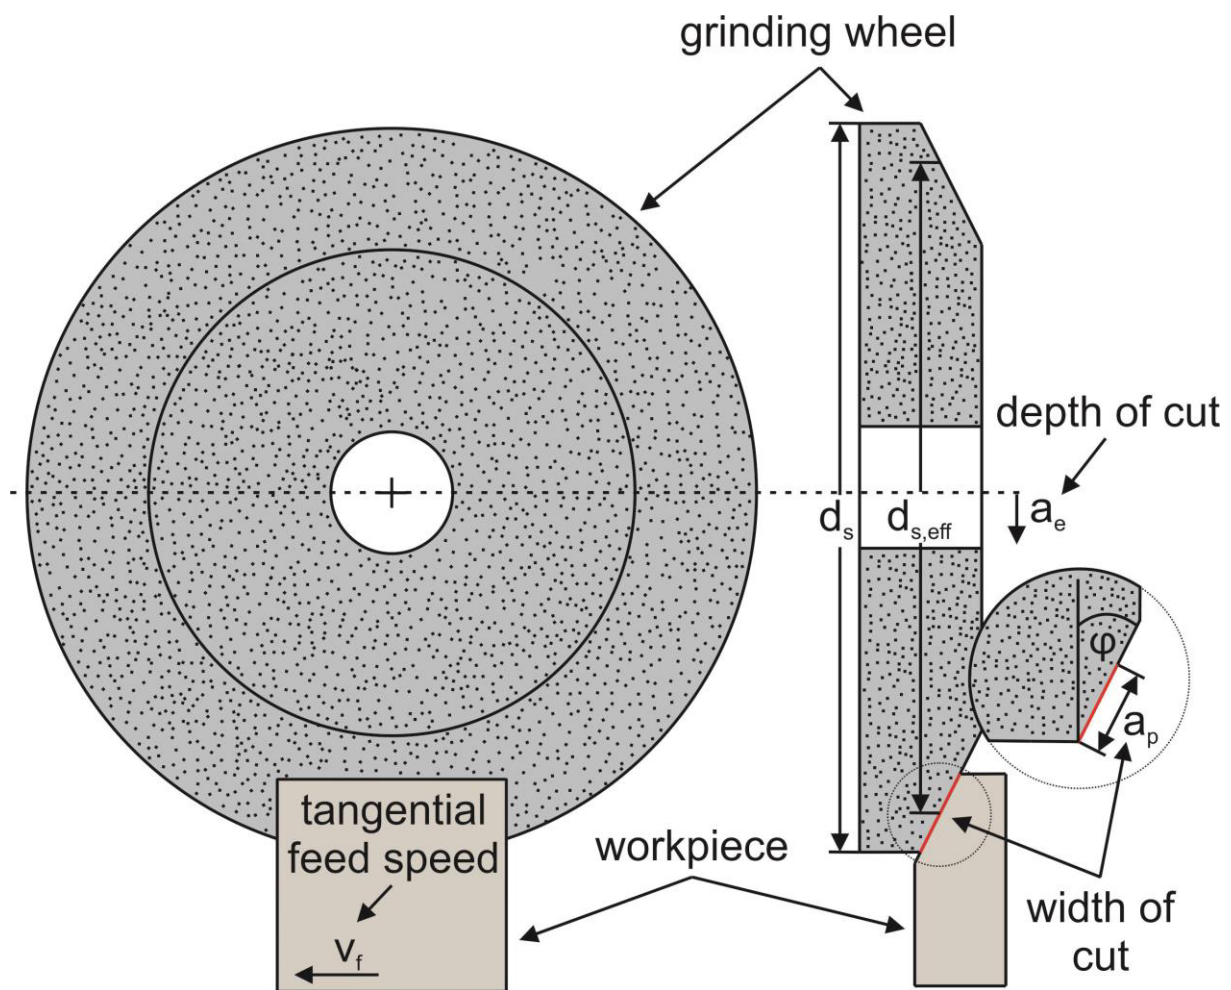 grinding wheel
depth of cut
d_s
d_s,eff
a_e
φ
a_p
tangential
feed speed
v_f
workpiece
width of
cut